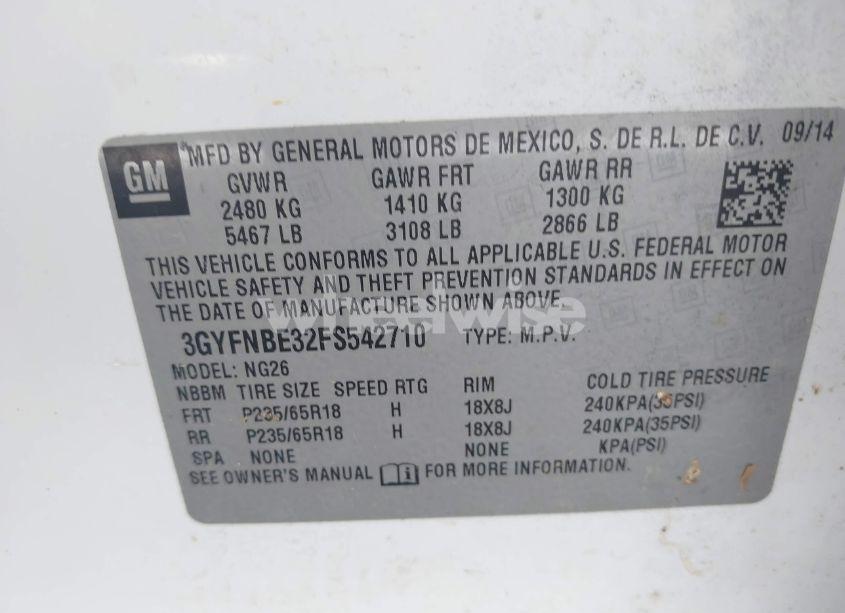 GM
MFD BY GENERAL MOTORS DE MEXICO, S. DE R.L. DE C.V. 09/14
GVWR GAWR FRT GAWR RR
2480 KG 1410 KG 1300 KG
5467 LB 3108 LB 2866 LB
THIS VEHICLE CONFORMS TO ALL APPLICABLE U.S. FEDERAL MOTOR
VEHICLE SAFETY AND THEFT PREVENTION STANDARDS IN EFFECT ON
THE DATE OF MANUFACTURE SHOWN ABOVE.
wheelwise
3GYFNBE32FS542710 TYPE: M.P.V.
MODEL: NG26
NBBM TIRE SIZE SPEED RTG RIM COLD TIRE PRESSURE
FRT P235/65R18 H 18X8J 240KPA(35PSI)
RR P235/65R18 H 18X8J 240KPA(35PSI)
SPA NONE NONE KPA(PSI)
SEE OWNER'S MANUAL FOR MORE INFORMATION.